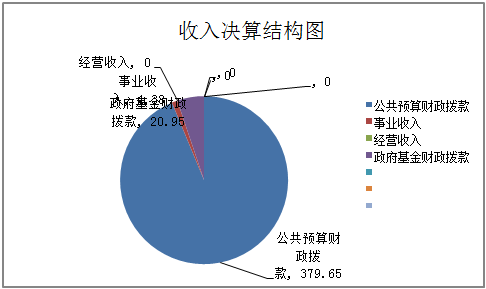 收入决算结构图
经营收入, 0
, 0
, 0
, 0
事业收
入,
政府基金财政
拨款, 20.95
公共预算财
政拨
款, 379.65
公共预算财政拨款
事业收入
经营收入
政府基金财政拨款